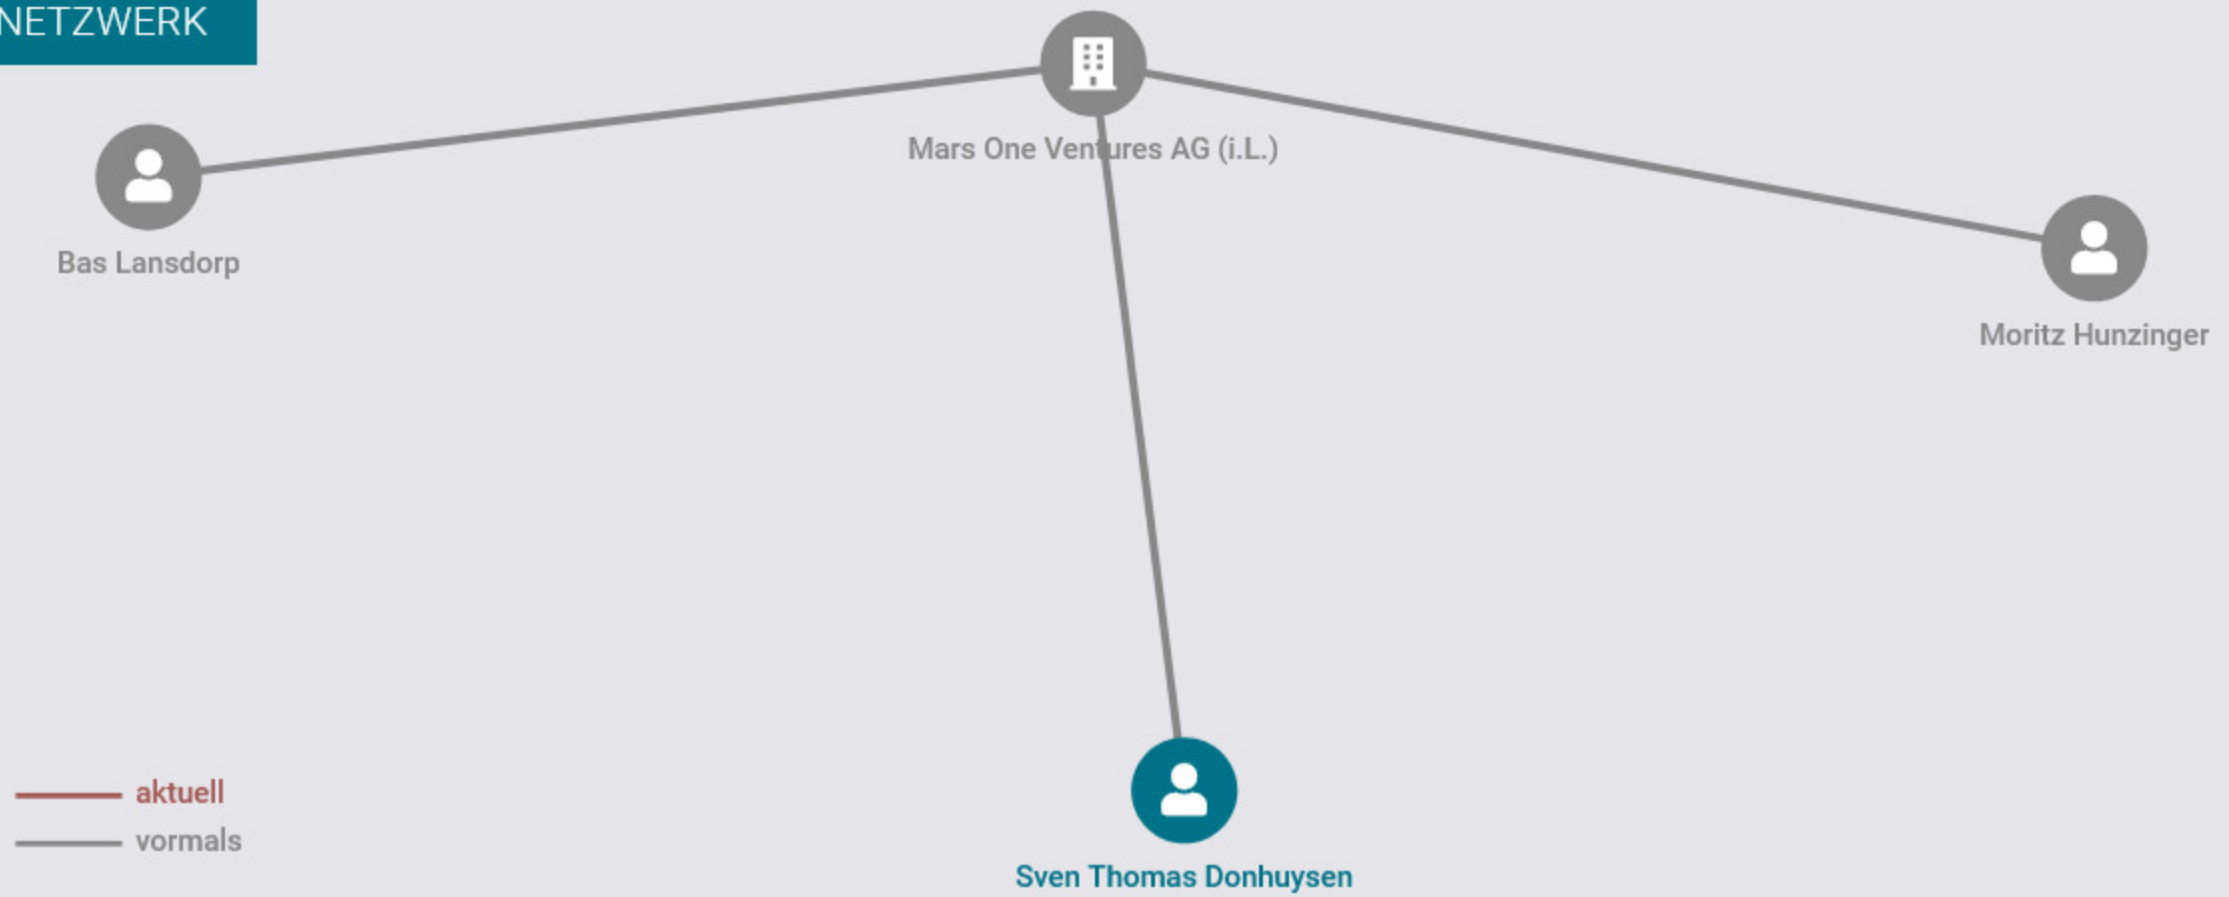 NETZWERK
Mars One Ventures AG (i.L.)
Bas Lansdorp
Moritz Hunzinger
aktuell
vormals
Sven Thomas Donhuysen